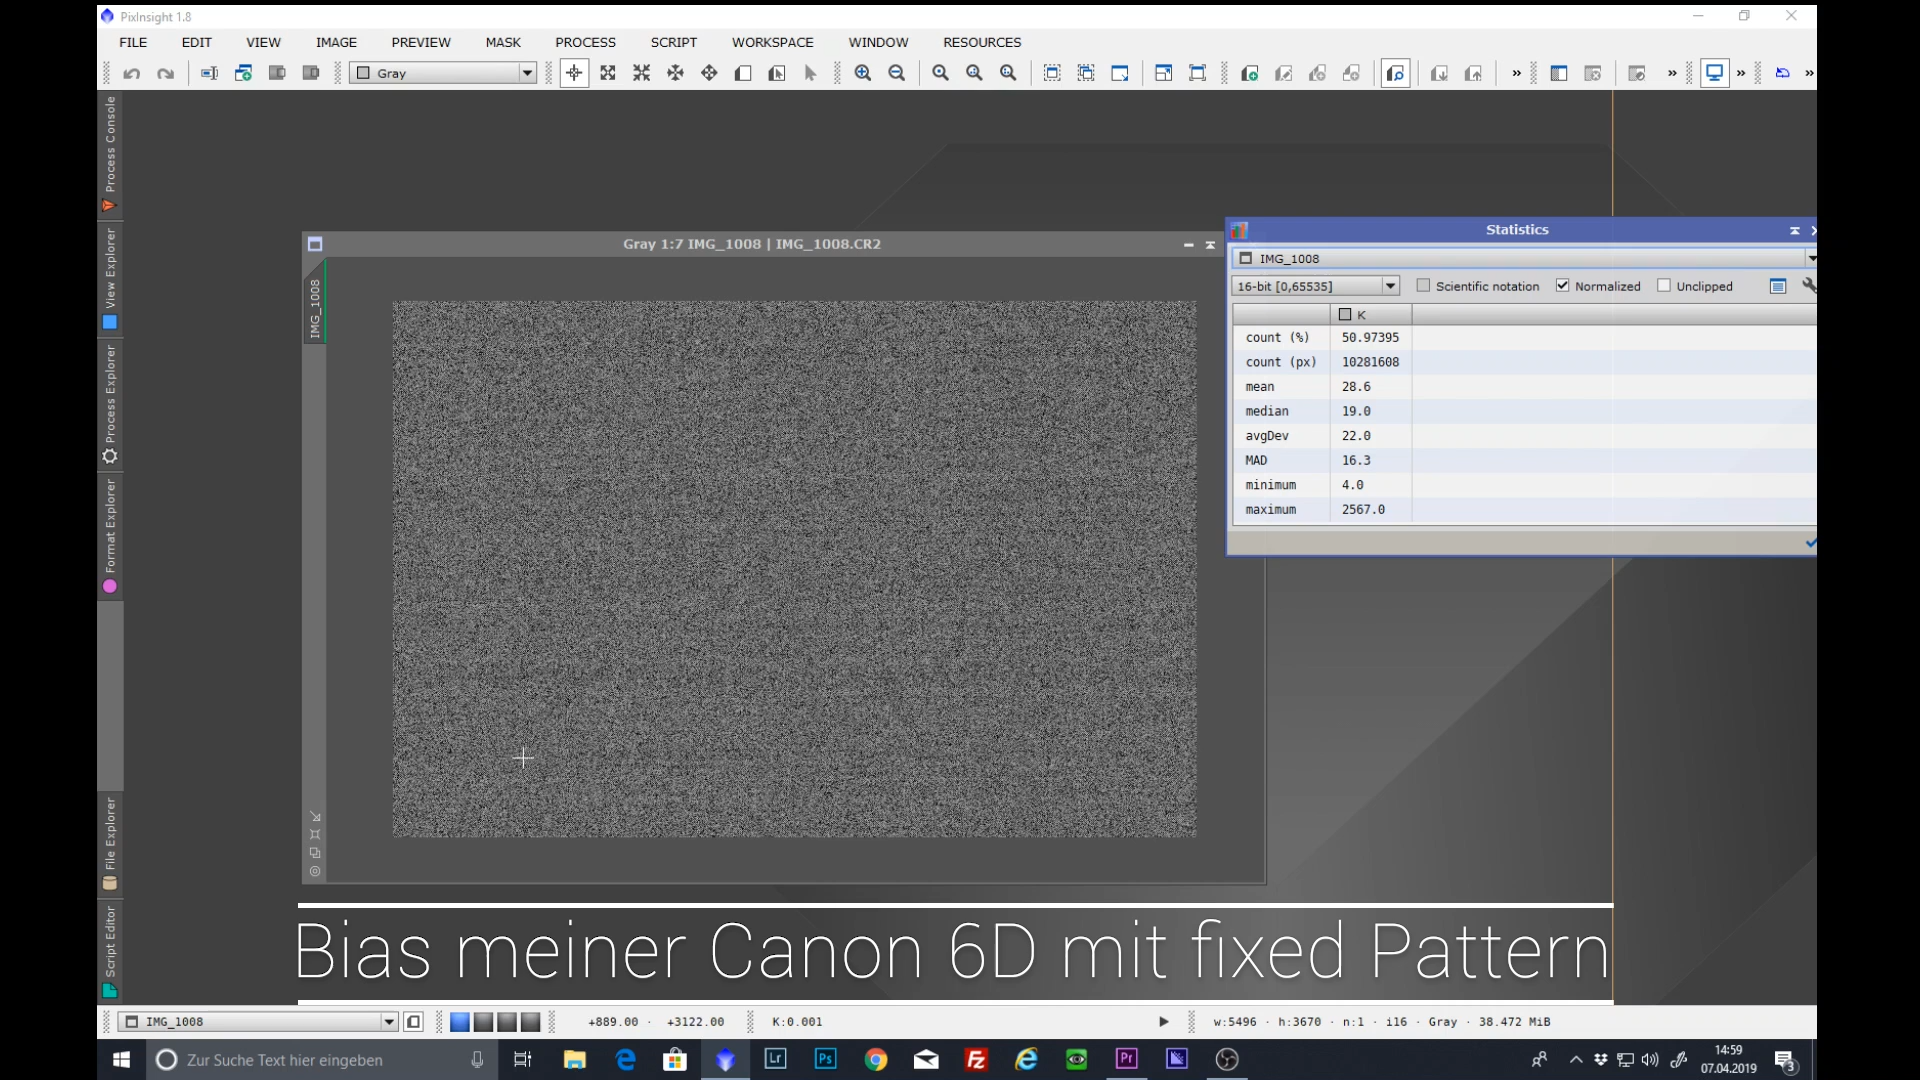 PixInsight 1.8
FILE EDIT VIEW IMAGE PREVIEW MASK PROCESS SCRIPT WORKSPACE WINDOW RESOURCES
Gray
Process Console
View Explorer
Process Explorer
Format Explorer
File Explorer
Script Editor
Gray 1:7 IMG_1008 | IMG_1008.CR2
IMG_1008
Statistics
IMG_1008
16-bit [0,65535] Scientific notation Normalized Unclipped
K
count (%) 50.97395
count (px) 10281608
mean 28.6
median 19.0
avgDev 22.0
MAD 16.3
minimum 4.0
maximum 2567.0
Bias meiner Canon 6D mit fixed Pattern
IMG_1008 +889.00 · +3122.00 K:0.001 w:5496 · h:3670 · n:1 · i16 · Gray · 38.472 MiB
Zur Suche Text hier eingeben
Lr
Ps
Fz
Pr
14:59
07.04.2019
3